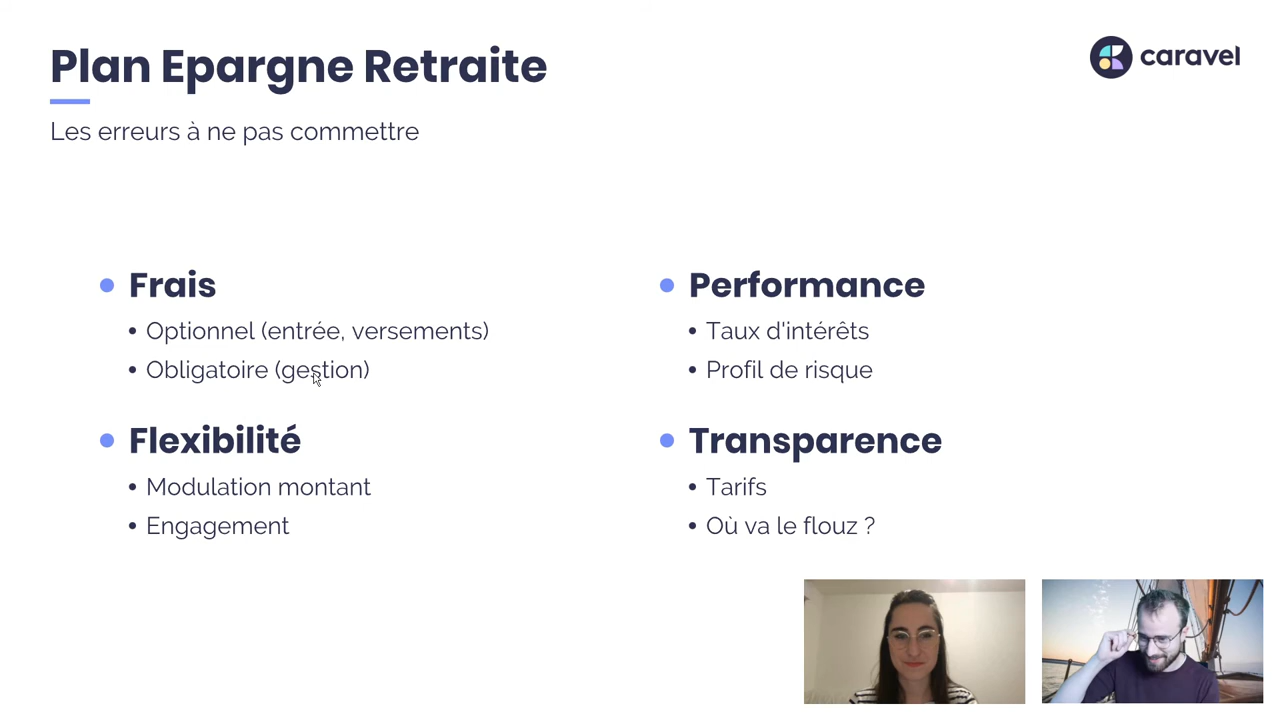 Plan Epargne Retraite
caravel
Les erreurs à ne pas commettre
Frais
Optionnel (entrée, versements)
Obligatoire (gestion)
Performance
Taux d'intérêts
Profil de risque
Flexibilité
Modulation montant
Engagement
Transparence
Tarifs
Où va le flouz ?